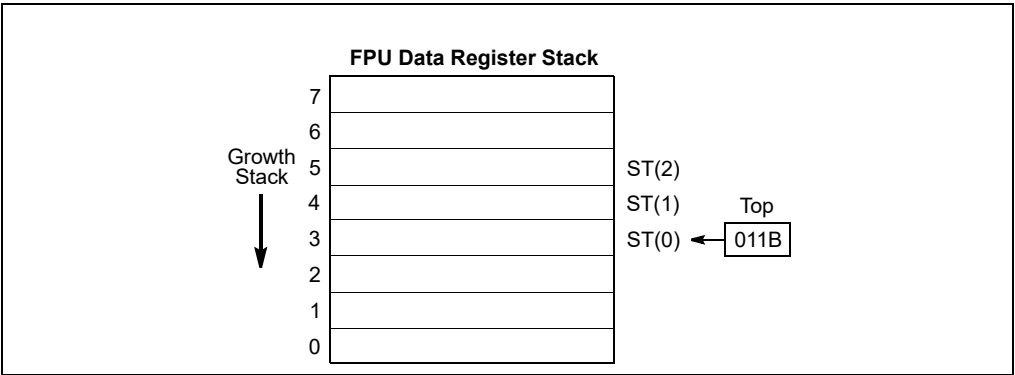 FPU Data Register Stack
7
6
Growth
Stack
5
ST(2)
4
ST(1)
Top
3
ST(0)
011B
2
1
0